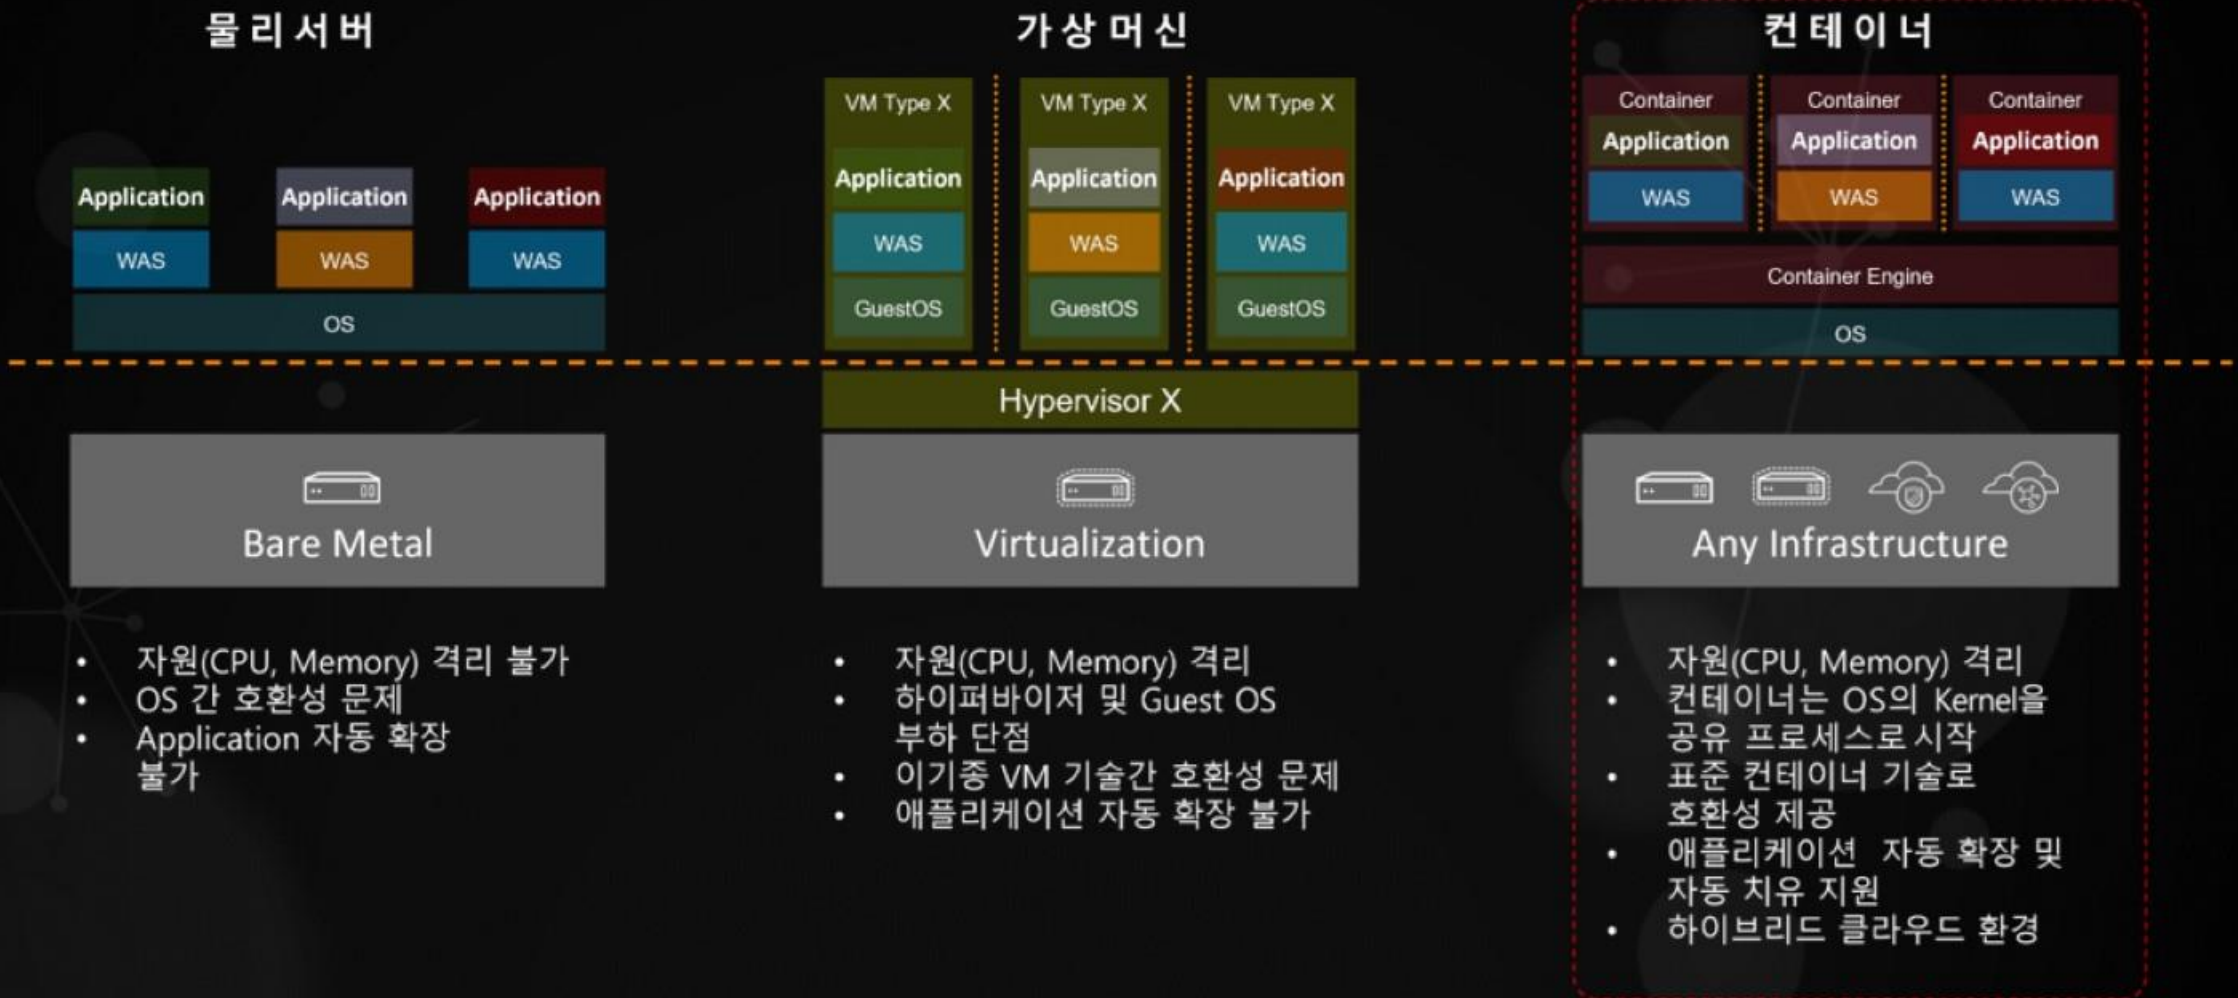 물리서버
Application Application Application
WAS WAS WAS
OS
Bare Metal
• 자원(CPU, Memory) 격리 불가
• OS 간 호환성 문제
• Application 자동 확장
불가
가상머신
VM Type X VM Type X VM Type X
Application Application Application
WAS WAS WAS
GuestOS GuestOS GuestOS
Hypervisor X
Virtualization
• 자원(CPU, Memory) 격리
• 하이퍼바이저 및 Guest OS
부하 단점
• 이기종 VM 기술간 호환성 문제
• 애플리케이션 자동 확장 불가
컨테이너
Container Container Container
Application Application Application
WAS WAS WAS
Container Engine
OS
Any Infrastructure
• 자원(CPU, Memory) 격리
• 컨테이너는 OS의 Kernel을
공유 프로세스로 시작
• 표준 컨테이너 기술로
호환성 제공
• 애플리케이션 자동 확장 및
자동 치유 지원
• 하이브리드 클라우드 환경